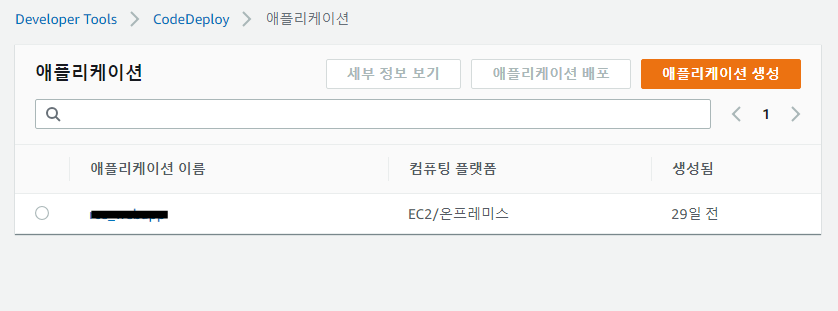 Developer Tools > CodeDeploy > 애플리케이션
애플리케이션 세부 정보 보기 애플리케이션 배포 애플리케이션 생성
1
애플리케이션 이름 컴퓨팅 플랫폼 생성됨
EC2/온프레미스 29일 전